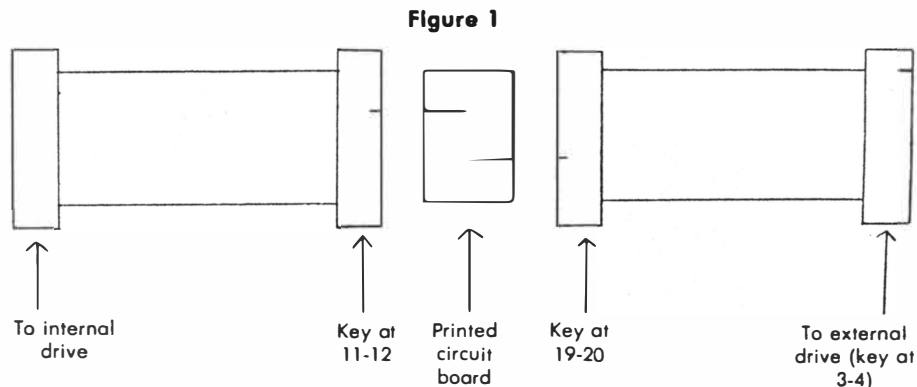 Figure 1
To internal
drive
Key at
11-12
Printed
circuit
board
Key at
19-20
To external
drive (key at
3-4)